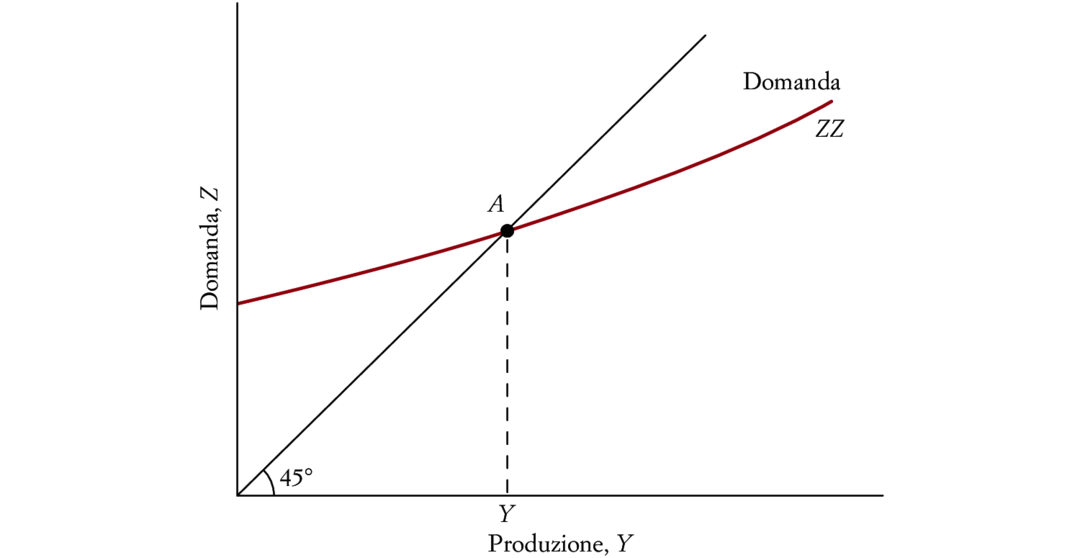 Domanda
ZZ
A
Domanda, Z
45°
Y
Produzione, Y